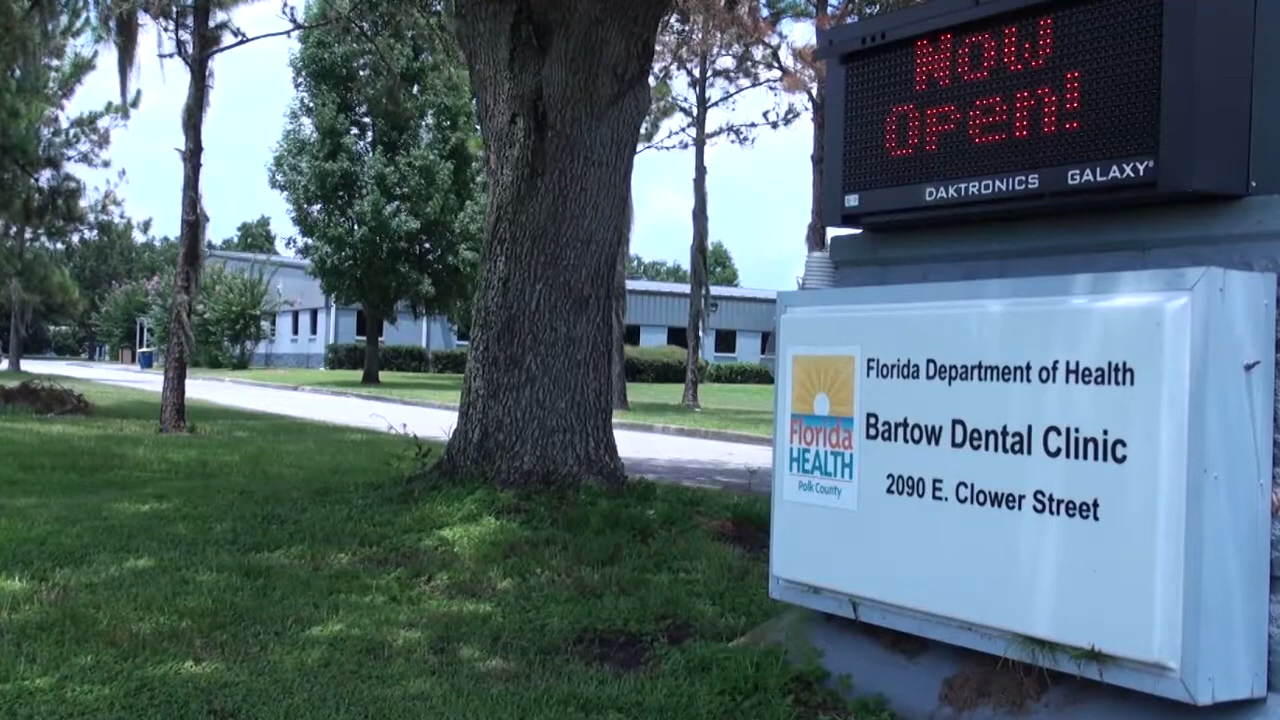 Now
Open!
DAKTRONICS GALAXY®
Florida Department of Health
Bartow Dental Clinic
2090 E. Clower Street
Florida
HEALTH
Polk County